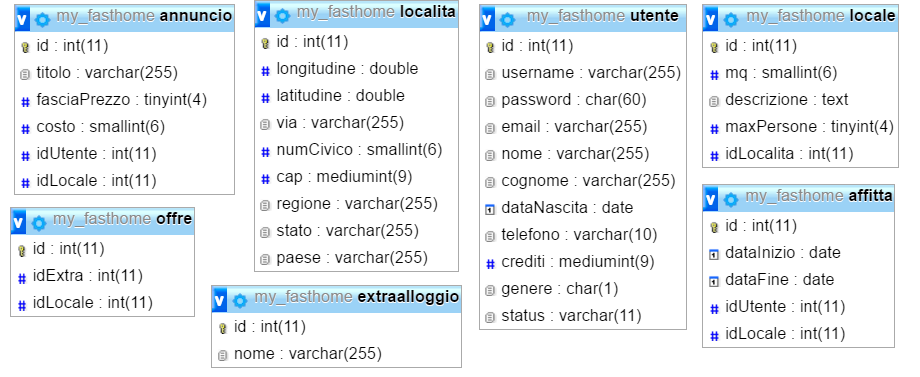 my_fasthome annuncio
id : int(11)
titolo : varchar(255)
fasciaPrezzo : tinyint(4)
costo : smallint(6)
idUtente : int(11)
idLocale : int(11)
my_fasthome offre
id : int(11)
idExtra : int(11)
idLocale : int(11)
my_fasthome localita
id : int(11)
longitudine : double
latitudine : double
via : varchar(255)
numCivico : smallint(6)
cap : mediumint(9)
regione : varchar(255)
stato : varchar(255)
paese : varchar(255)
my_fasthome extraalloggio
id : int(11)
nome : varchar(255)
my_fasthome utente
id : int(11)
username : varchar(255)
password : char(60)
email : varchar(255)
nome : varchar(255)
cognome : varchar(255)
dataNascita : date
telefono : varchar(10)
crediti : mediumint(9)
genere : char(1)
status : varchar(11)
my_fasthome locale
id : int(11)
mq : smallint(6)
descrizione : text
maxPersone : tinyint(4)
idLocalita : int(11)
my_fasthome affitta
id : int(11)
dataInizio : date
dataFine : date
idUtente : int(11)
idLocale : int(11)